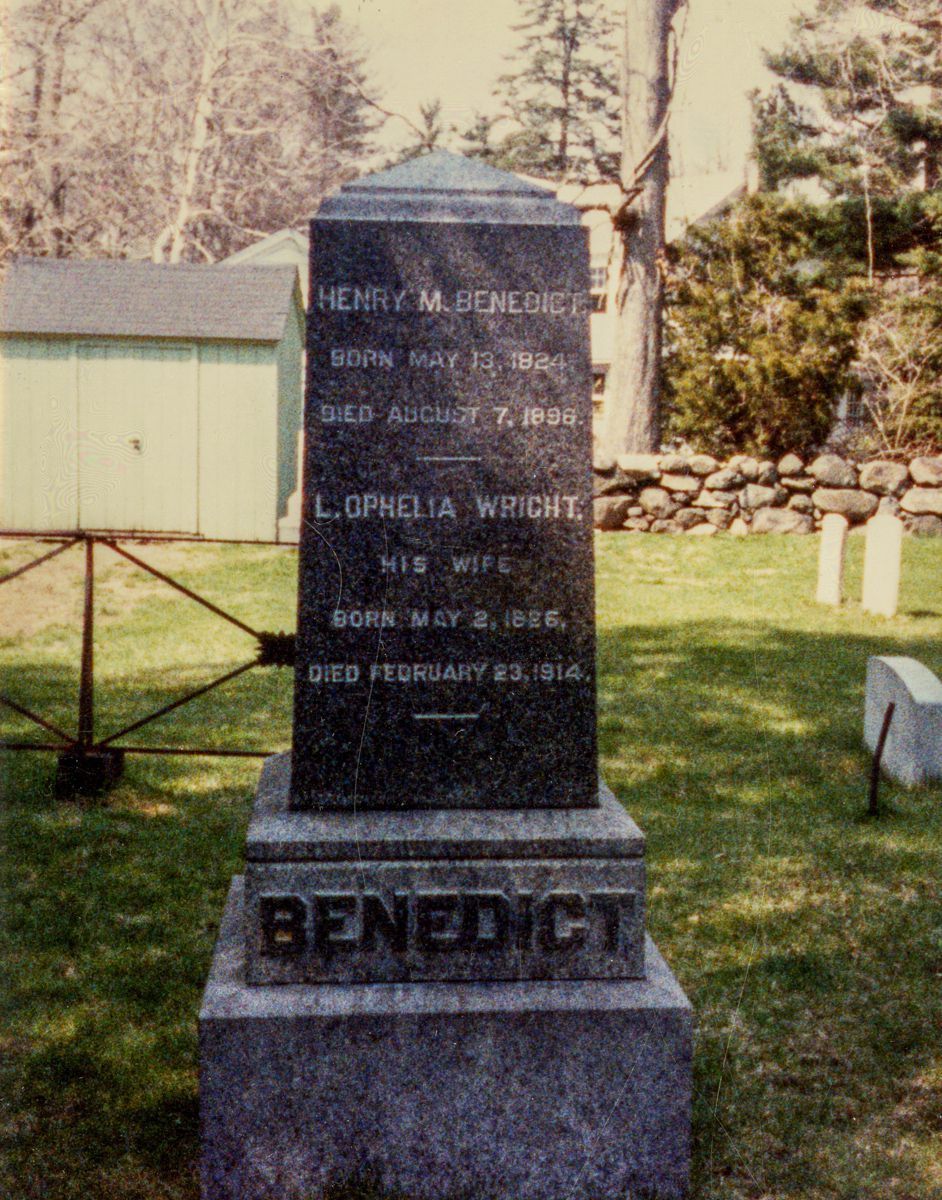 HENRY M. BENEDICT.
BORN MAY 13, 1824
DIED AUGUST 7, 1896.
L. OPHELIA WRIGHT.
HIS WIFE
BORN MAY 2, 1826,
DIED FEBRUARY 23, 1914.
BENEDICT